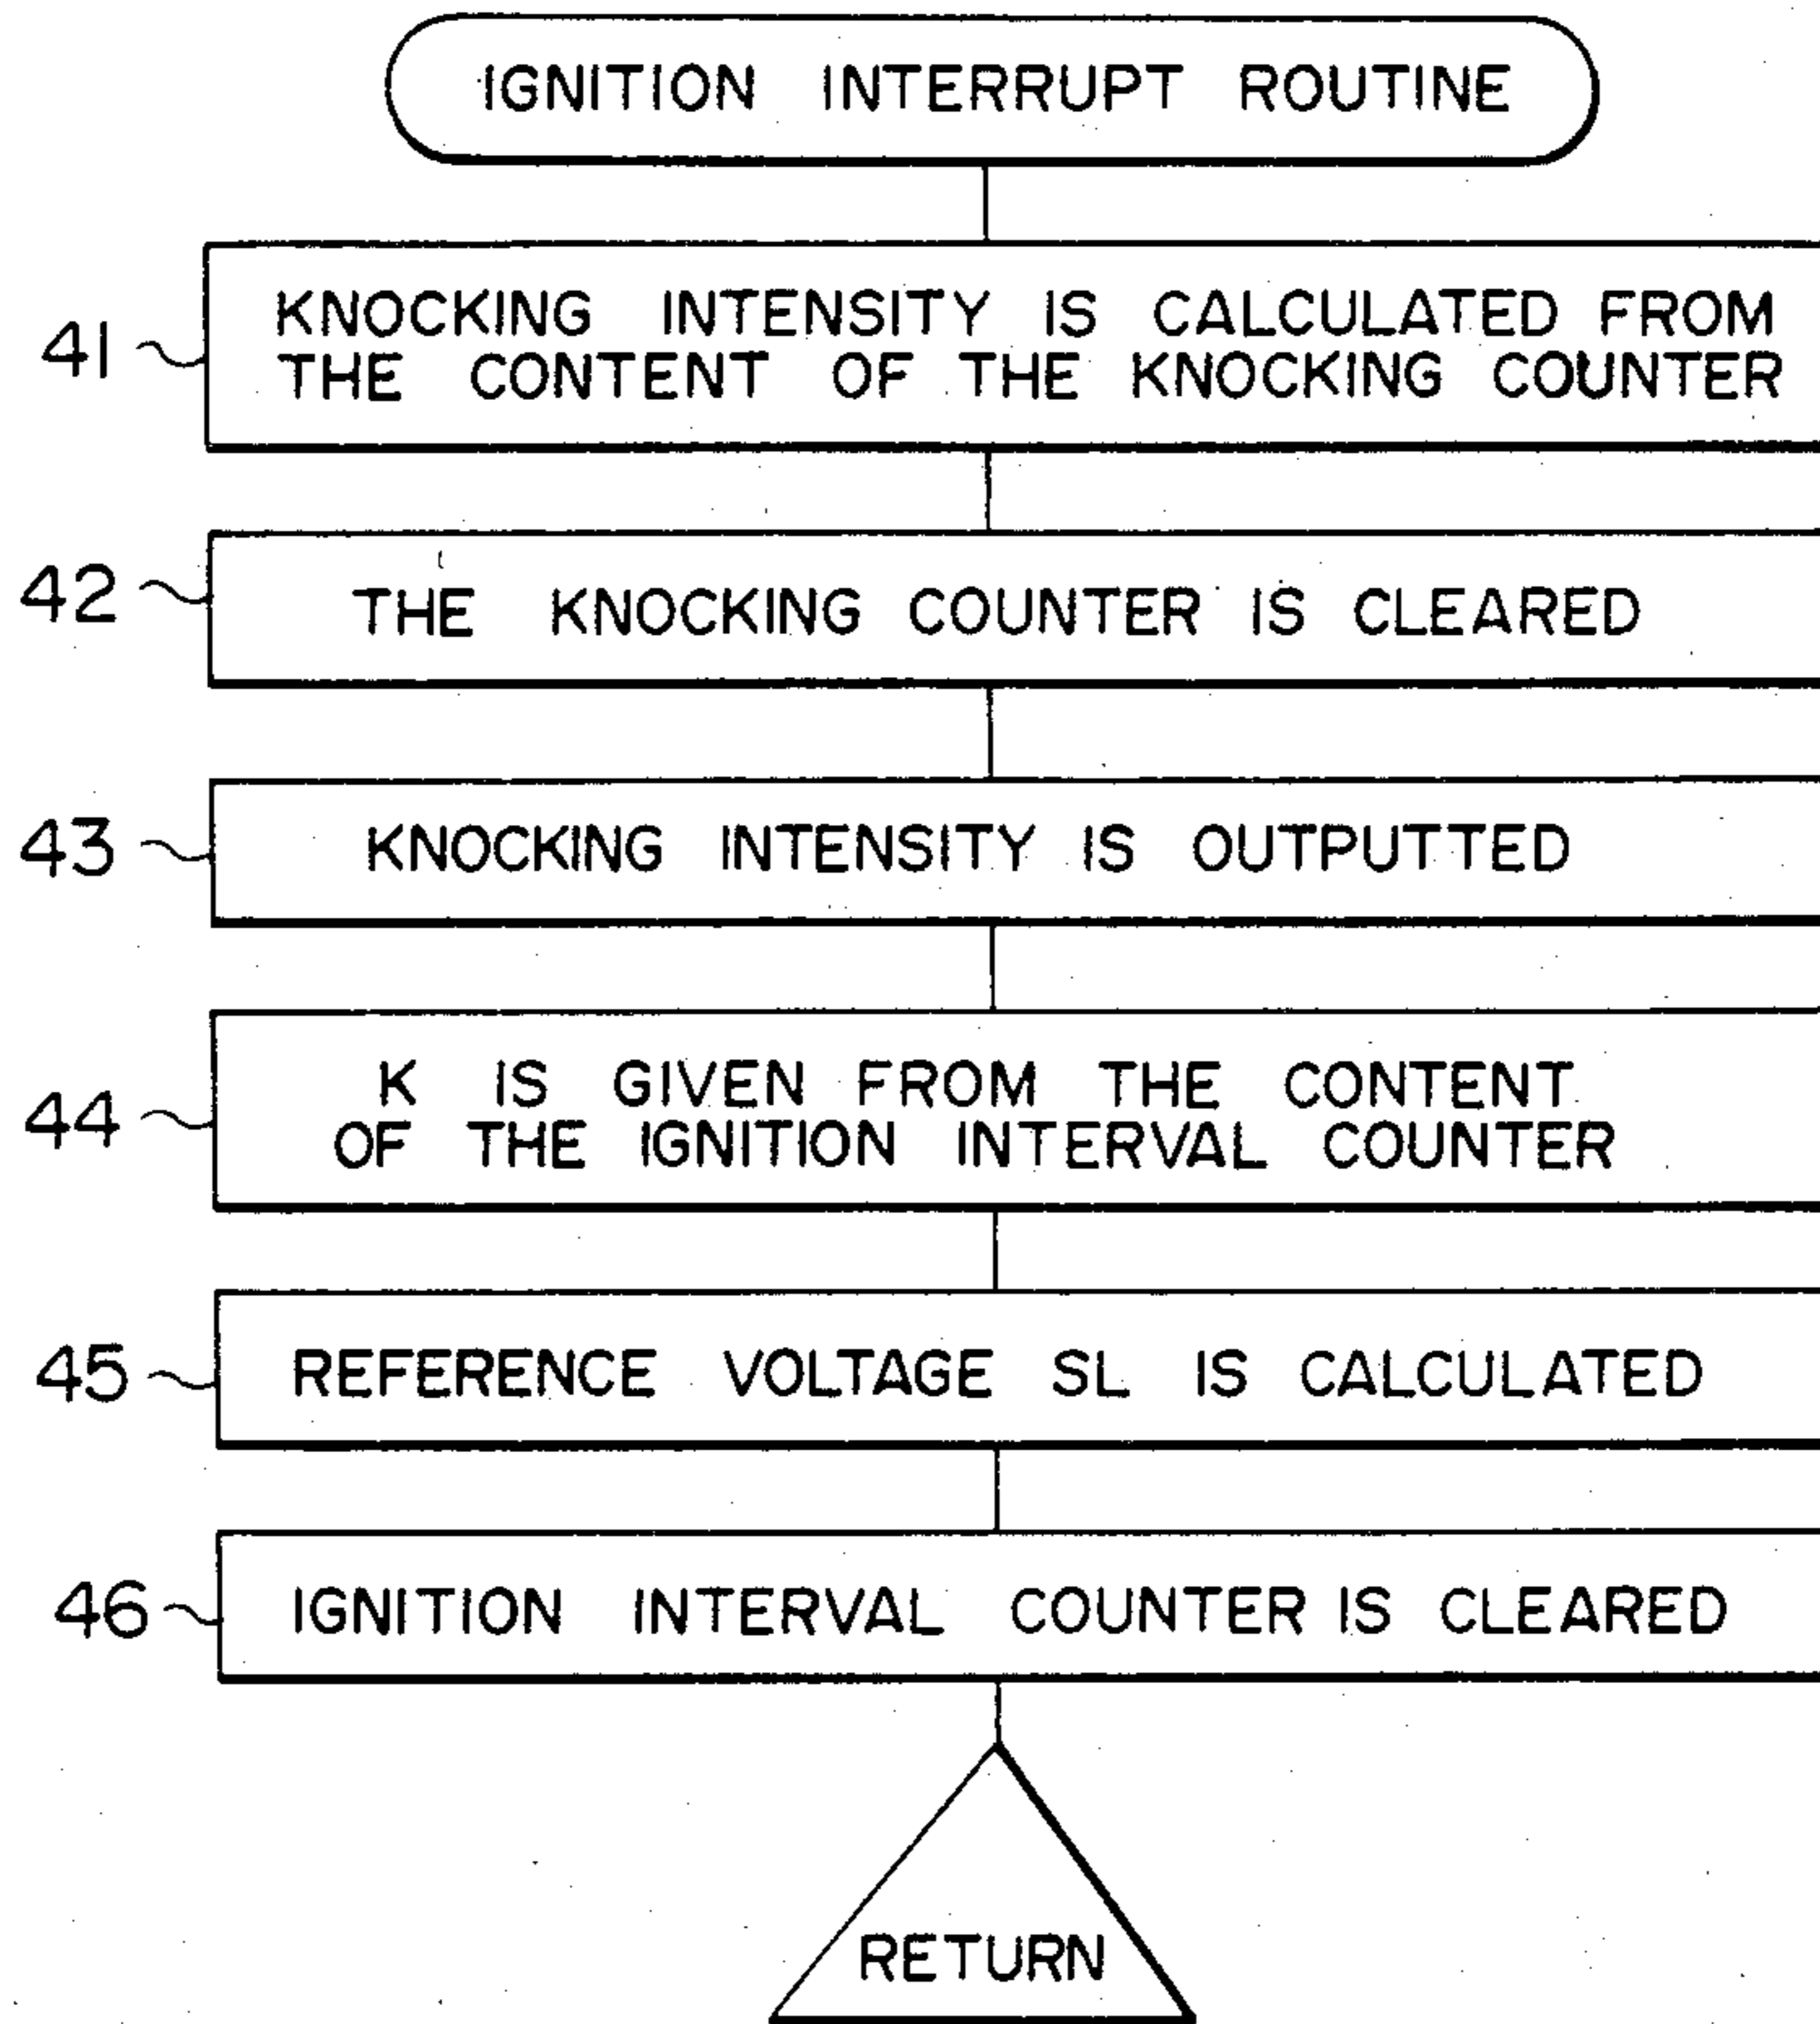 IGNITION INTERRUPT ROUTINE
41
KNOCKING INTENSITY IS CALCULATED FROM
THE CONTENT OF THE KNOCKING COUNTER
42
THE KNOCKING COUNTER IS CLEARED
43
KNOCKING INTENSITY IS OUTPUTTED
44
K IS GIVEN FROM THE CONTENT
OF THE IGNITION INTERVAL COUNTER
45
REFERENCE VOLTAGE SL IS CALCULATED
46
IGNITION INTERVAL COUNTER IS CLEARED
RETURN